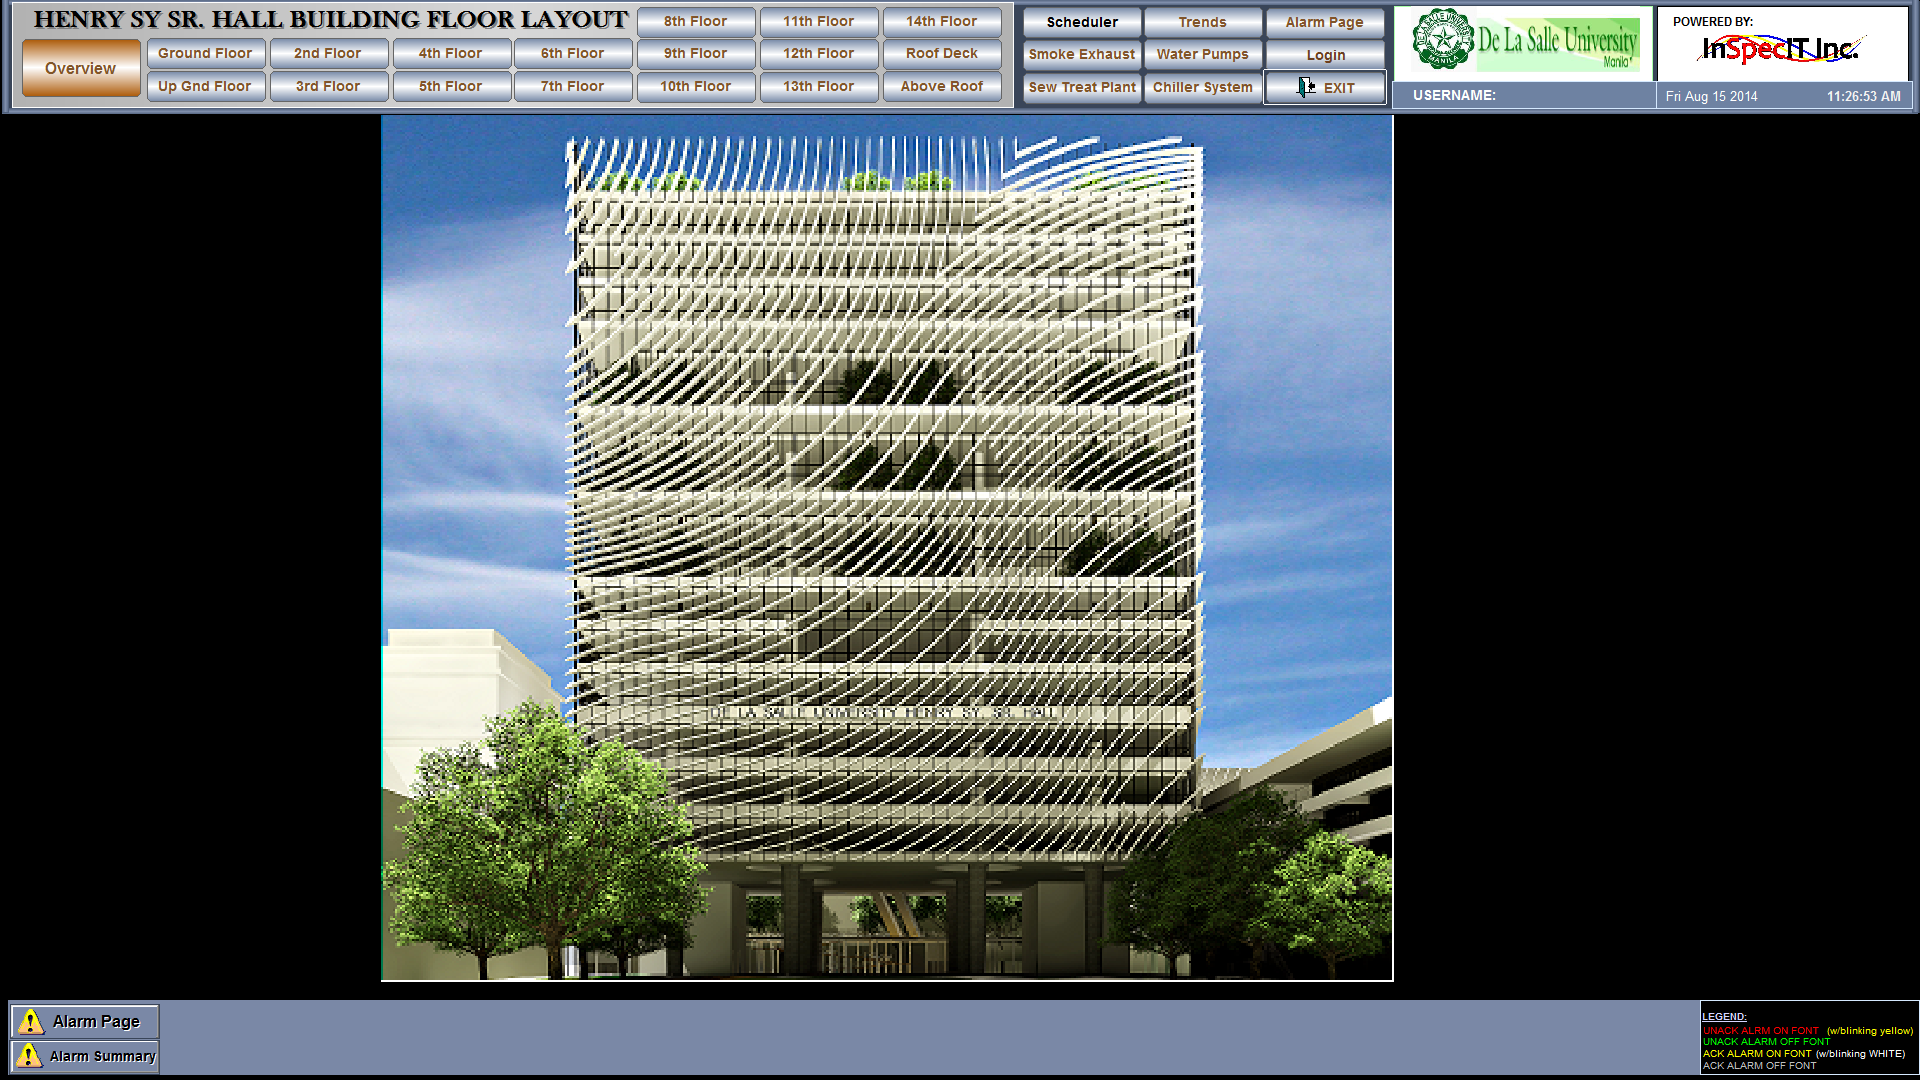 HENRY SY SR. HALL BUILDING FLOOR LAYOUT
Overview
Ground Floor
2nd Floor
4th Floor
6th Floor
Up Gnd Floor
3rd Floor
5th Floor
7th Floor
8th Floor
11th Floor
14th Floor
9th Floor
12th Floor
Roof Deck
10th Floor
13th Floor
Above Roof
Scheduler
Trends
Alarm Page
Smoke Exhaust
Water Pumps
Login
Sew Treat Plant
Chiller System
EXIT
DE LA SALLE UNIVERSITY
MANILA
De La Salle University
Manila
POWERED BY:
InSpecIT Inc.
USERNAME:
Fri Aug 15 2014
11:26:53 AM
DE LA SALLE UNIVERSITY HENRY SY, SR. HALL
Alarm Page
Alarm Summary
LEGEND:
UNACK ALRM ON FONT (w/blinking yellow)
UNACK ALARM OFF FONT
ACK ALARM ON FONT (w/blinking WHITE)
ACK ALARM OFF FONT